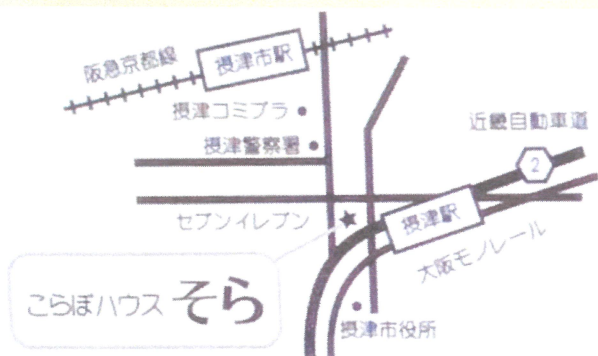 阪急京都線
摂津市駅
摂津コミプラ
摂津警察署
近畿自動車道
2
セブンイレブン
摂津駅
大阪モノレール
こらぼハウス そら
摂津市役所